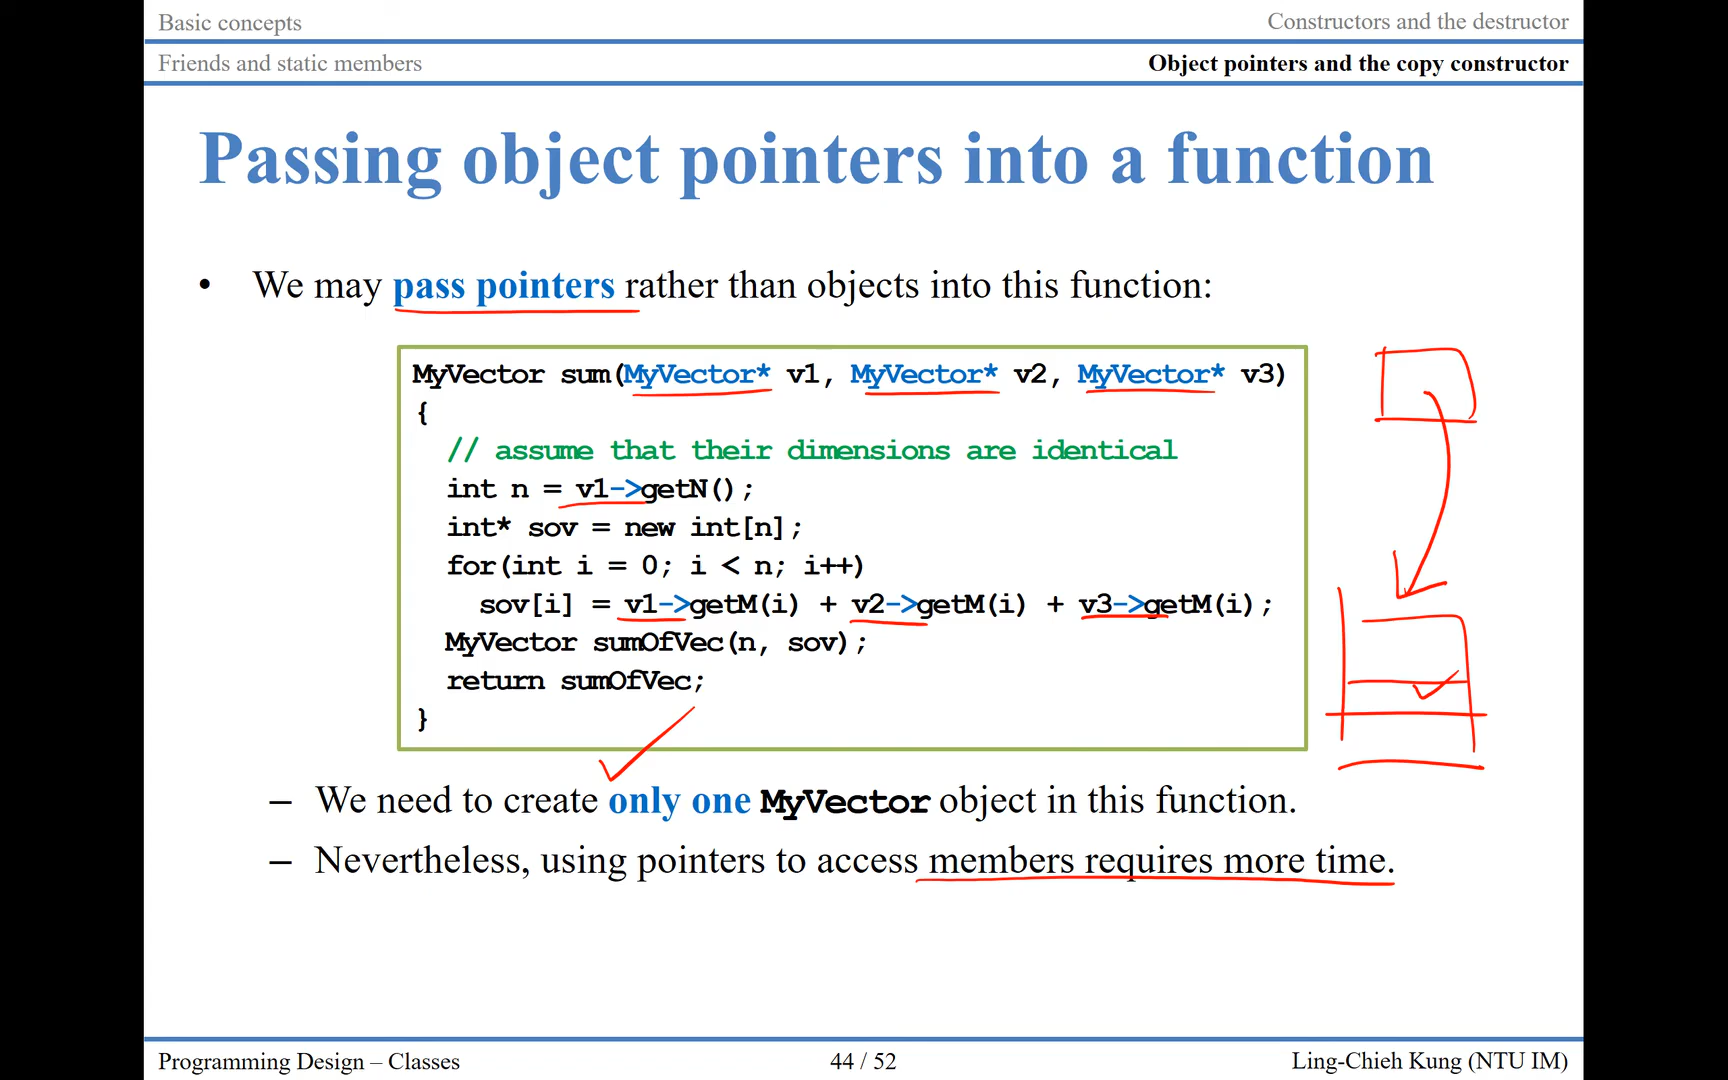 Basic concepts
Constructors and the destructor
Friends and static members
Object pointers and the copy constructor
Passing object pointers into a function
• We may pass pointers rather than objects into this function:
MyVector sum(MyVector* v1, MyVector* v2, MyVector* v3)
{
// assume that their dimensions are identical
int n = v1->getN();
int* sov = new int[n];
for(int i = 0; i < n; i++)
sov[i] = v1->getM(i) + v2->getM(i) + v3->getM(i);
MyVector sumOfVec(n, sov);
return sumOfVec;
}
– We need to create only one MyVector object in this function.
– Nevertheless, using pointers to access members requires more time.
Programming Design – Classes
44 / 52
Ling-Chieh Kung (NTU IM)